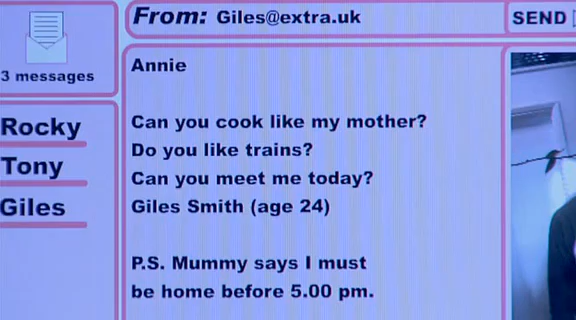 From: Giles@extra.uk
SEND
3 messages
Annie
Rocky
Tony
Giles
Can you cook like my mother?
Do you like trains?
Can you meet me today?
Giles Smith (age 24)
P.S. Mummy says I must
be home before 5.00 pm.